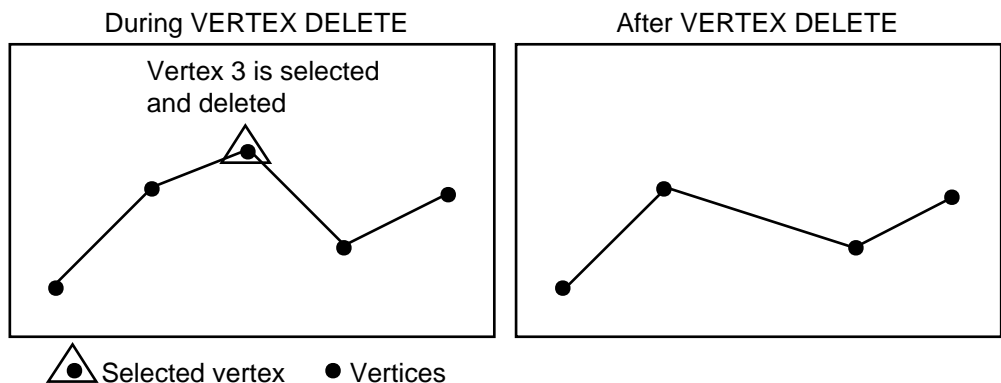 During VERTEX DELETE
After VERTEX DELETE
Vertex 3 is selected
and deleted
Selected vertex
Vertices